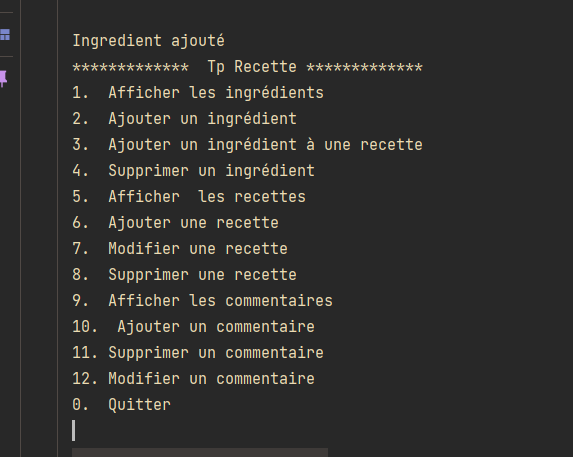 Ingredient ajouté
*************  Tp Recette *************
1.  Afficher les ingrédients
2.  Ajouter un ingrédient
3.  Ajouter un ingrédient à une recette
4.  Supprimer un ingrédient
5.  Afficher  les recettes
6.  Ajouter une recette
7.  Modifier une recette
8.  Supprimer une recette
9.  Afficher les commentaires
10.  Ajouter un commentaire
11. Supprimer un commentaire
12. Modifier un commentaire
0.  Quitter